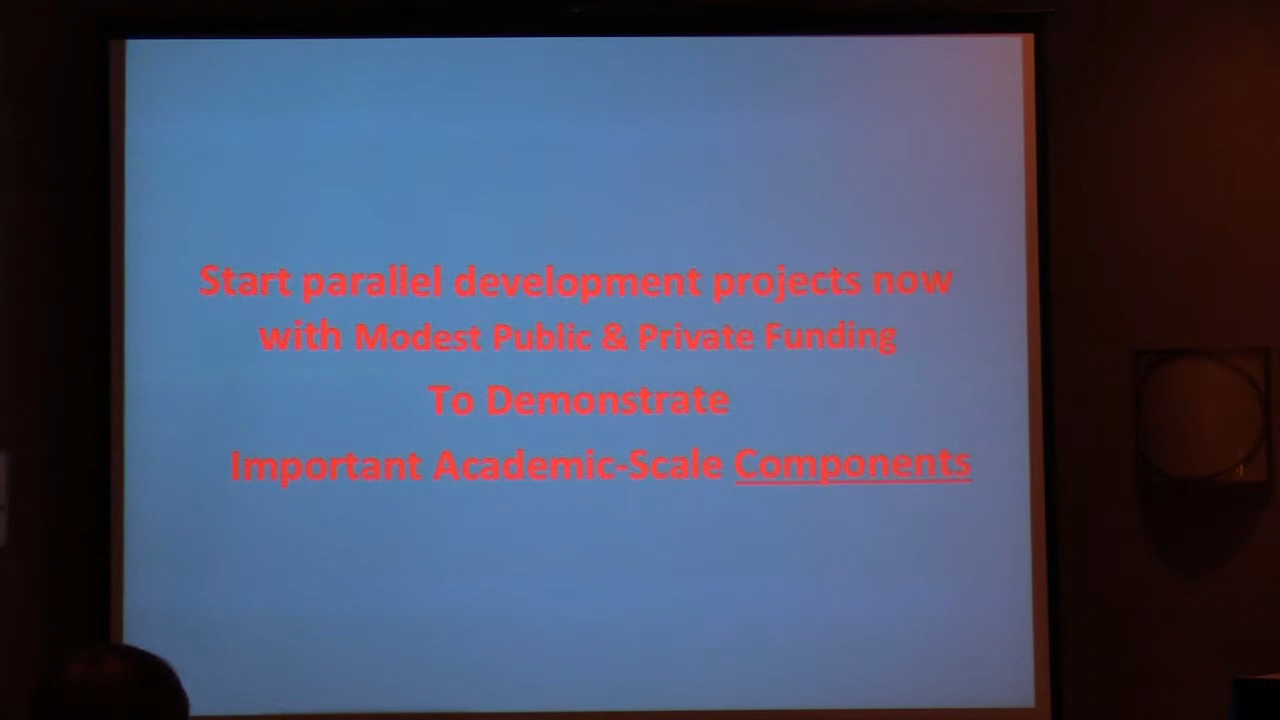 Start parallel development projects now
with Modest Public & Private Funding
To Demonstrate
Important Academic-Scale Components